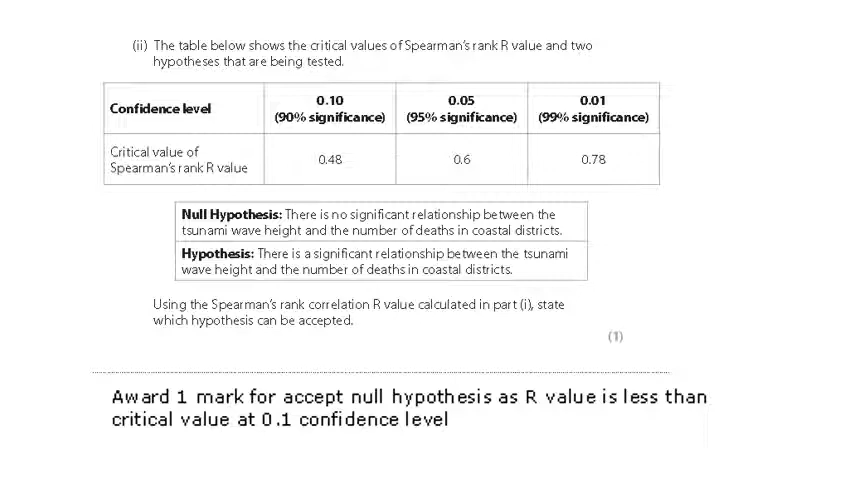 (ii) The table below shows the critical values of Spearman's rank R value and two
hypotheses that are being tested.
Confidence level
0.10
(90% significance)
0.05
(95% significance)
0.01
(99% significance)
Critical value of
Spearman's rank R value
0.48
0.6
0.78
Null Hypothesis: There is no significant relationship between the
tsunami wave height and the number of deaths in coastal districts.
Hypothesis: There is a significant relationship between the tsunami
wave height and the number of deaths in coastal districts.
Using the Spearman's rank correlation R value calculated in part (i), state
which hypothesis can be accepted.
(1)
Award 1 mark for accept null hypothesis as R value is less than
critical value at 0.1 confidence level